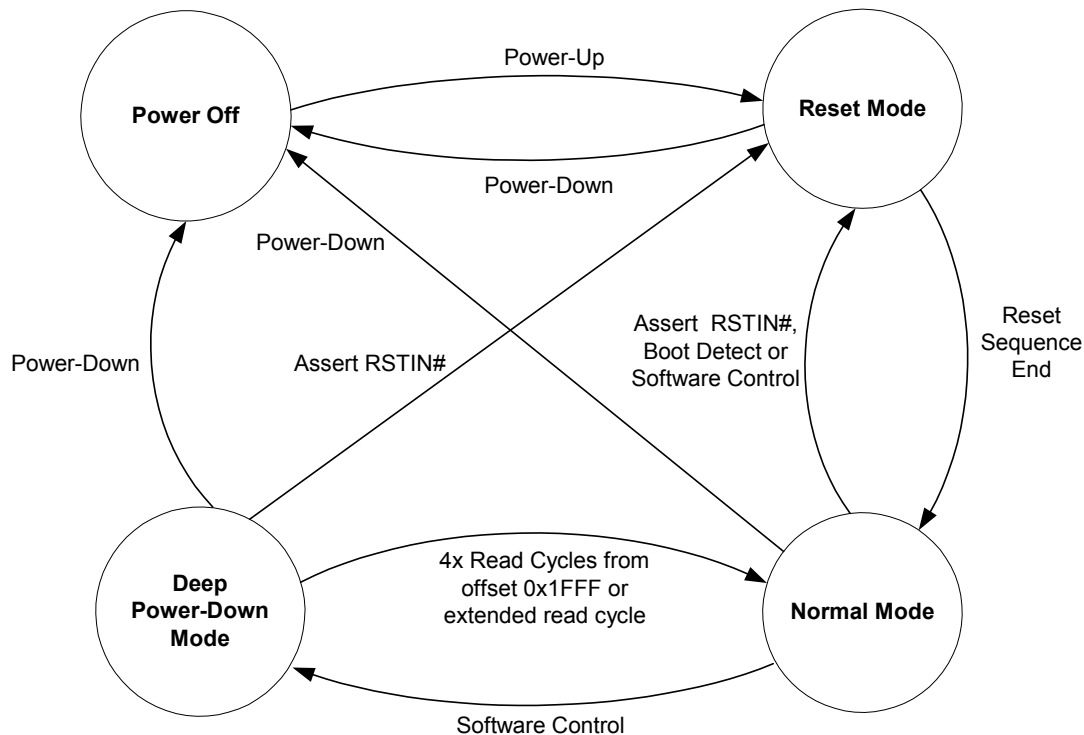 Power-Up
Power Off
Reset Mode
Power-Down
Power-Down
Power-Down
Assert RSTIN#
Assert RSTIN#,
Boot Detect or
Software Control
Reset
Sequence
End
Deep
Power-Down
Mode
4x Read Cycles from
offset 0x1FFF or
extended read cycle
Normal Mode
Software Control